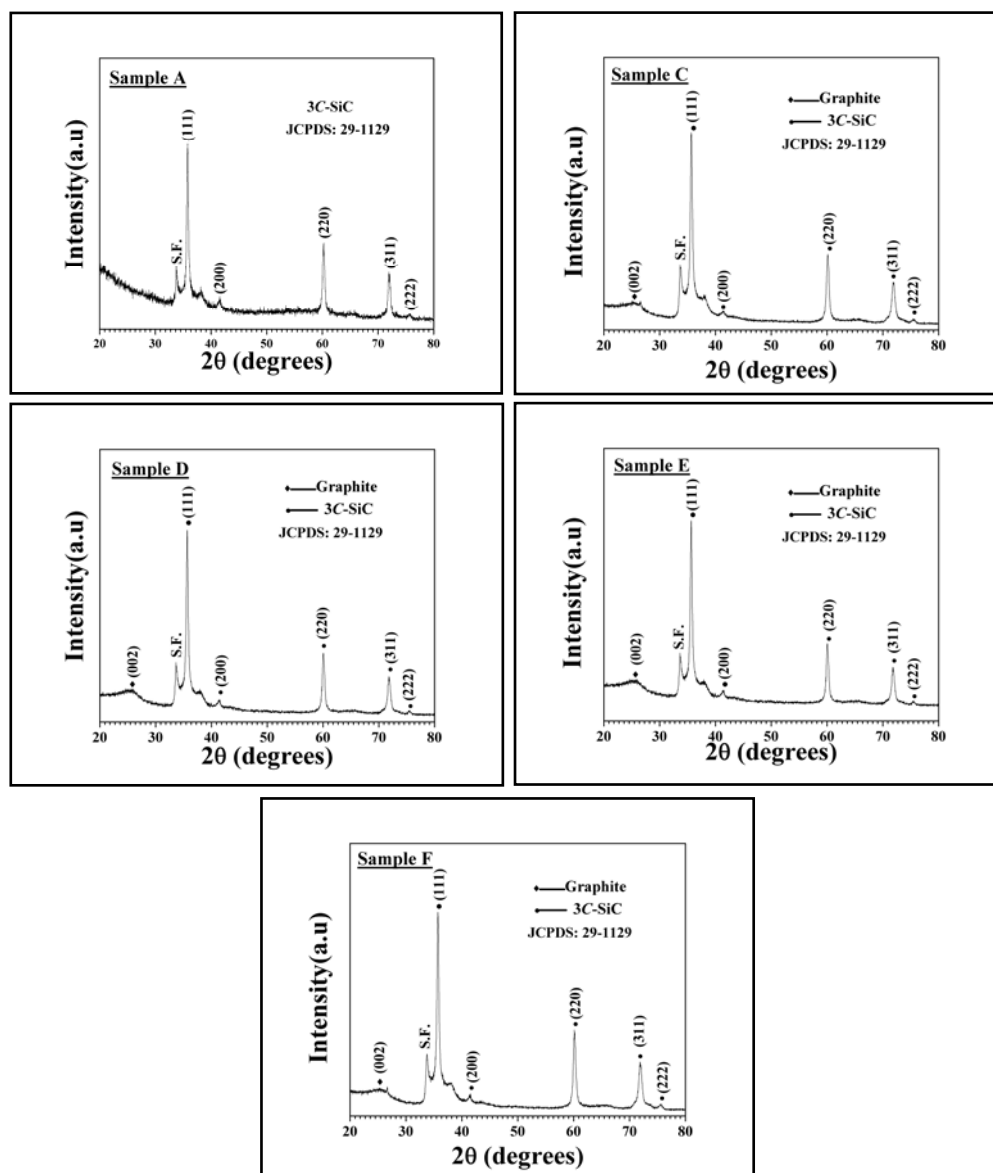 Sample A
3C-SiC
JCPDS: 29-1129
S.F.
(111)
(200)
(220)
(311)
(222)
Intensity(a.u)
20 30 40 50 60 70 80
2θ (degrees)
Sample C
Graphite
3C-SiC
JCPDS: 29-1129
(002)
S.F.
(111)
(200)
(220)
(311)
(222)
Intensity(a.u)
20 30 40 50 60 70 80
2θ (degrees)
Sample D
Graphite
3C-SiC
JCPDS: 29-1129
(002)
S.F.
(111)
(200)
(220)
(311)
(222)
Intensity(a.u)
20 30 40 50 60 70 80
2θ (degrees)
Sample E
Graphite
3C-SiC
JCPDS: 29-1129
(002)
S.F.
(111)
(200)
(220)
(311)
(222)
Intensity(a.u)
20 30 40 50 60 70 80
2θ (degrees)
Sample F
Graphite
3C-SiC
JCPDS: 29-1129
(002)
S.F.
(111)
(200)
(220)
(311)
(222)
Intensity(a.u)
20 30 40 50 60 70 80
2θ (degrees)